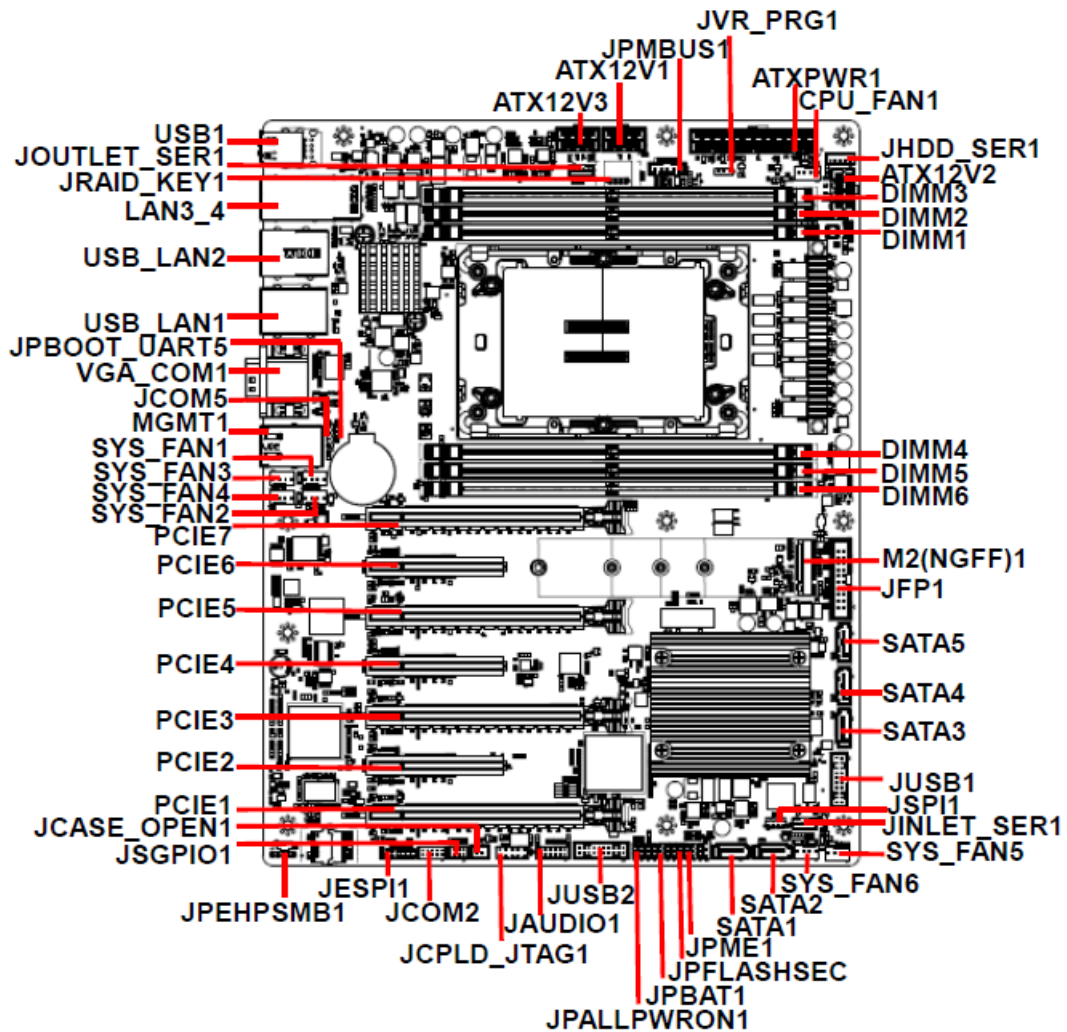 JVR_PRG1
JPMBUS1
ATX12V1
ATXPWR1
ATX12V3
CPU_FAN1
USB1
JOUTLET_SER1
JHDD_SER1
JRAID_KEY1
ATX12V2
LAN3_4
DIMM3
DIMM2
DIMM1
USB_LAN2
USB_LAN1
JPBOOT_UART5
VGA_COM1
JCOM5
MGMT1
SYS_FAN1
DIMM4
SYS_FAN3
DIMM5
SYS_FAN4
DIMM6
SYS_FAN2
PCIE7
PCIE6
M2(NGFF)1
JFP1
PCIE5
SATA5
PCIE4
SATA4
PCIE3
SATA3
PCIE2
JUSB1
PCIE1
JSPI1
JCASE_OPEN1
JINLET_SER1
JSGPIO1
SYS_FAN5
JESPI1
JUSB2
SYS_FAN6
JPEHPSMB1
JCOM2
SATA2
JAUDIO1
SATA1
JCPLD_JTAG1
JPME1
JPFLASHSEC
JPBAT1
JPALLPWRON1